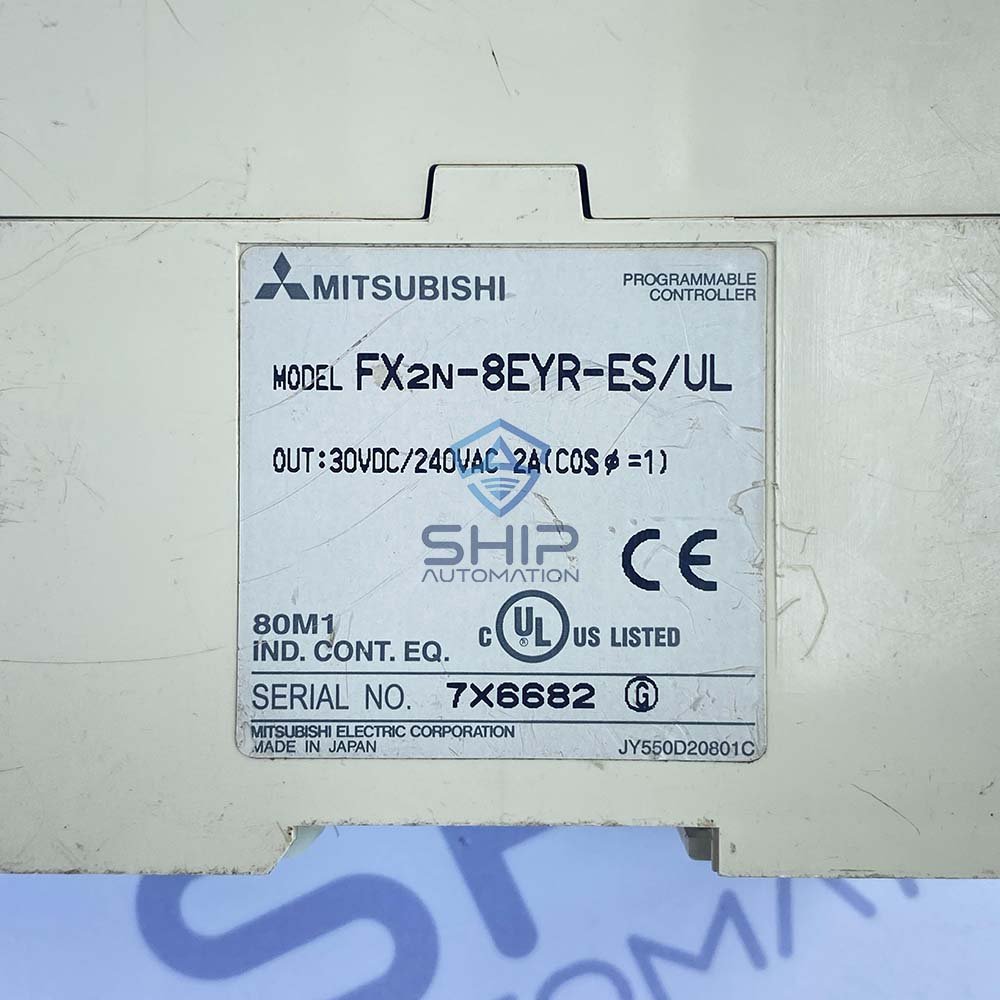 MITSUBISHI
PROGRAMMABLE
CONTROLLER
MODEL FX2N-8EYR-ES/UL
OUT:30VDC/240VAC 2A(COSφ=1)
SHIP
AUTOMATION
CE
80M1
IND. CONT. EQ.
C UL US LISTED
SERIAL NO. 7X6682 G
MITSUBISHI ELECTRIC CORPORATION
MADE IN JAPAN
JY550D20801C